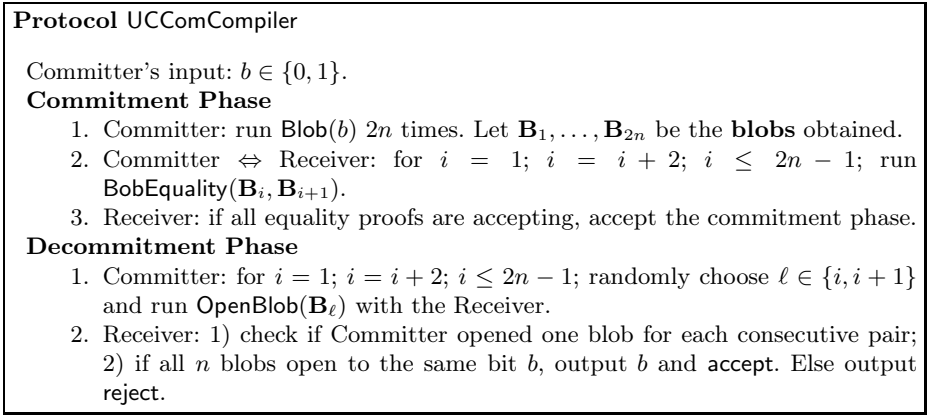 Protocol UCComCompiler
Committer's input: b ∈ {0, 1}.
Commitment Phase
1. Committer: run Blob(b) 2n times. Let B₁, . . . , B₂ₙ be the blobs obtained.
2. Committer ⇔ Receiver: for i = 1; i = i + 2; i ≤ 2n − 1; run
BobEquality(Bᵢ, Bᵢ₊₁).
3. Receiver: if all equality proofs are accepting, accept the commitment phase.
Decommitment Phase
1. Committer: for i = 1; i = i + 2; i ≤ 2n − 1; randomly choose ℓ ∈ {i, i + 1}
and run OpenBlob(B_ℓ) with the Receiver.
2. Receiver: 1) check if Committer opened one blob for each consecutive pair;
2) if all n blobs open to the same bit b, output b and accept. Else output
reject.